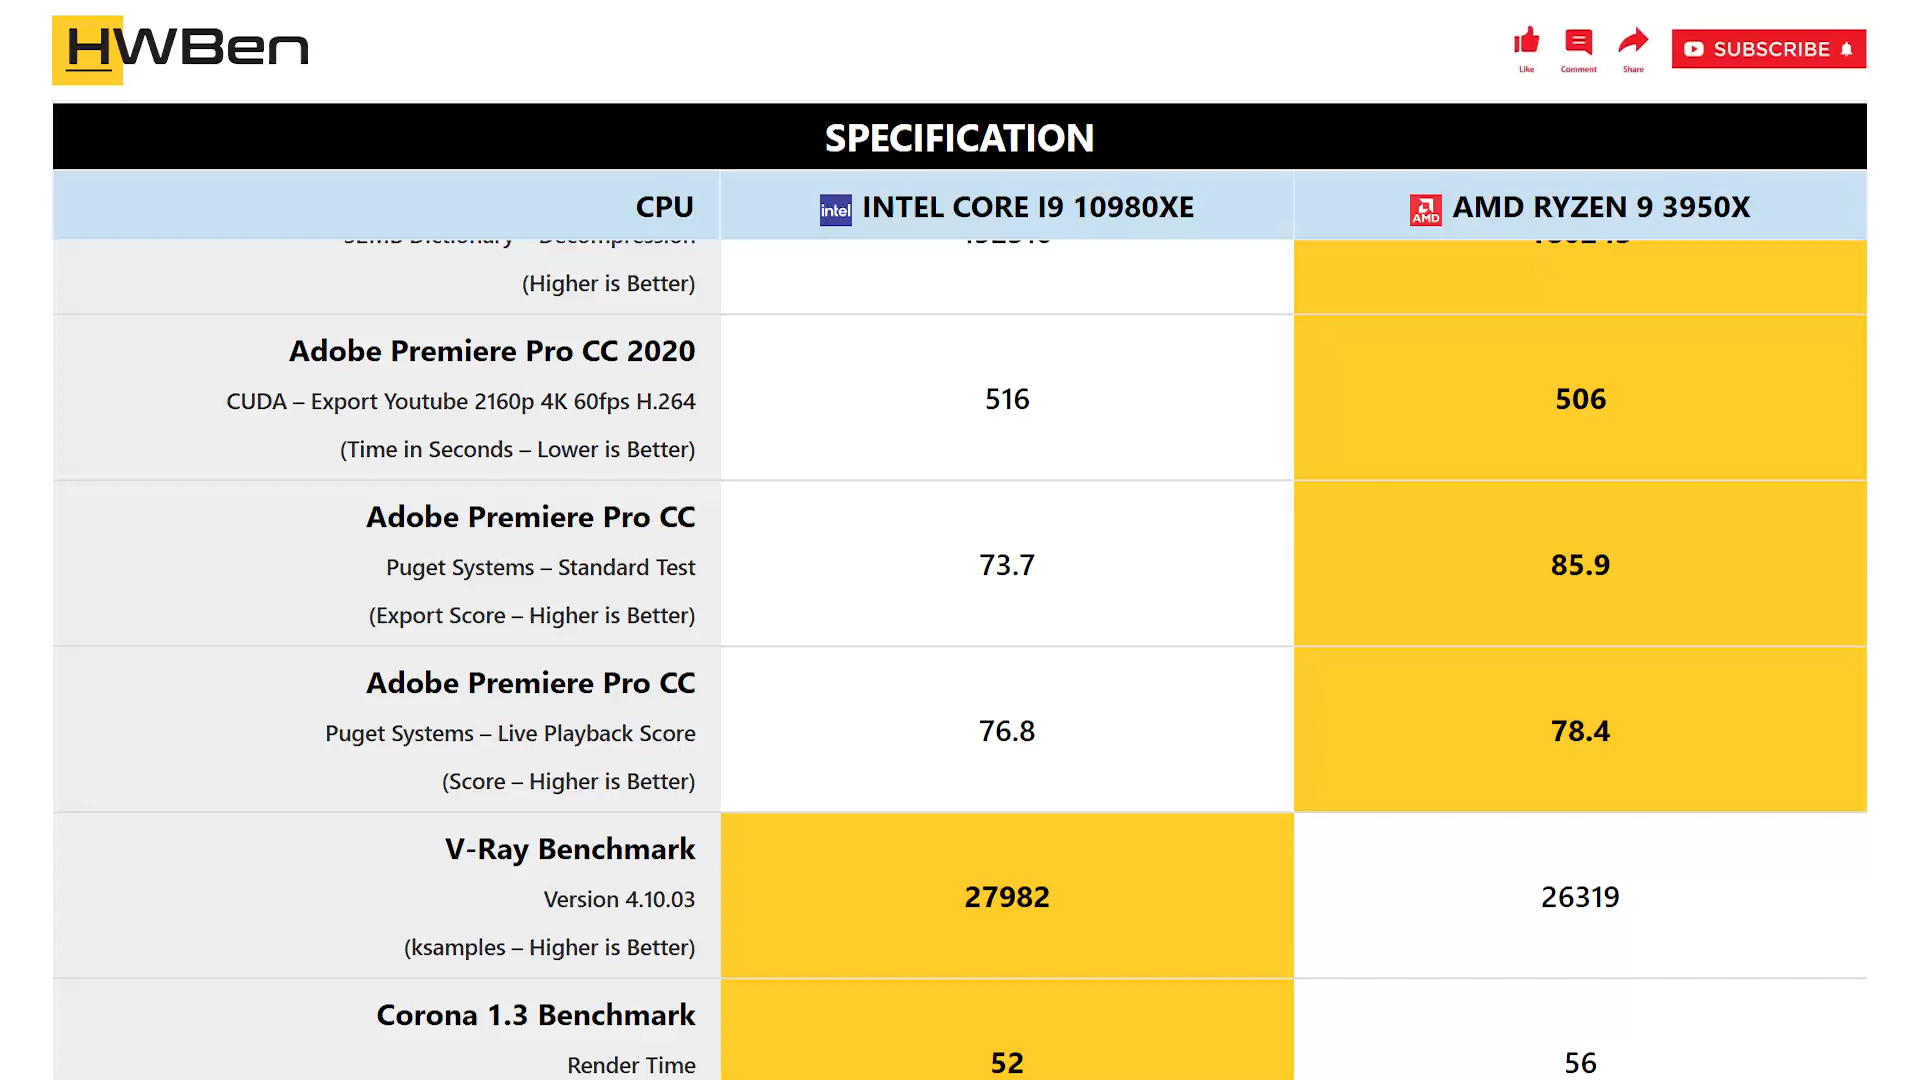 HWBen
Like
Comment
Share
SUBSCRIBE
SPECIFICATION
CPU
intel INTEL CORE I9 10980XE
AMD AMD RYZEN 9 3950X
(Higher is Better)
Adobe Premiere Pro CC 2020
CUDA – Export Youtube 2160p 4K 60fps H.264
(Time in Seconds – Lower is Better)
516
506
Adobe Premiere Pro CC
Puget Systems – Standard Test
(Export Score – Higher is Better)
73.7
85.9
Adobe Premiere Pro CC
Puget Systems – Live Playback Score
(Score – Higher is Better)
76.8
78.4
V-Ray Benchmark
Version 4.10.03
(ksamples – Higher is Better)
27982
26319
Corona 1.3 Benchmark
Render Time
52
56